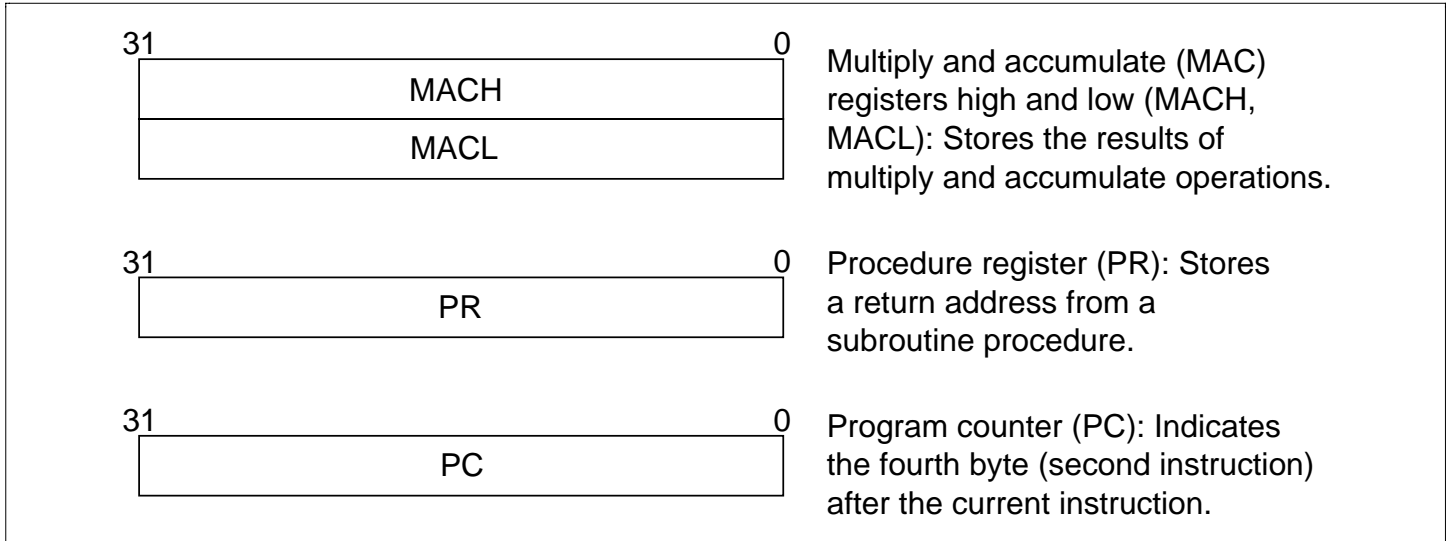 31 0
MACH
MACL
Multiply and accumulate (MAC)
registers high and low (MACH,
MACL): Stores the results of
multiply and accumulate operations.
31 0
PR
Procedure register (PR): Stores
a return address from a
subroutine procedure.
31 0
PC
Program counter (PC): Indicates
the fourth byte (second instruction)
after the current instruction.